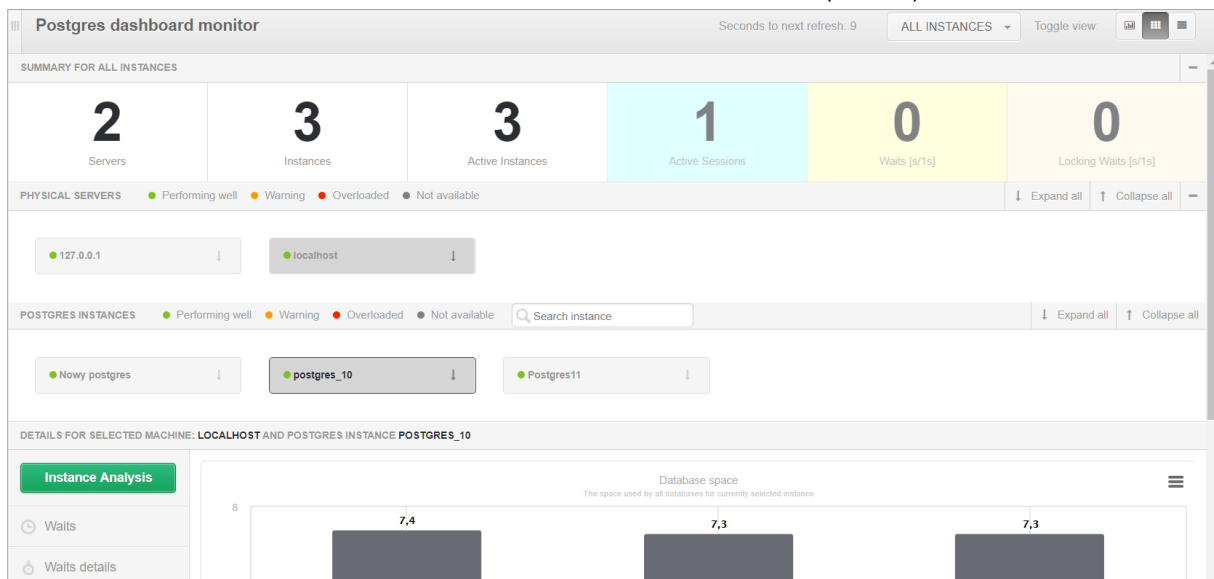 Postgres dashboard monitor Seconds to next refresh: 9 ALL INSTANCES Toggle view:
SUMMARY FOR ALL INSTANCES
2 3 3 1 0 0
Servers Instances Active Instances Active Sessions Waits [s/1s] Locking Waits [s/1s]
PHYSICAL SERVERS Performing well Warning Overloaded Not available Expand all Collapse all
127.0.0.1 localhost
POSTGRES INSTANCES Performing well Warning Overloaded Not available Search instance Expand all Collapse all
Nowy postgres postgres_10 Postgres11
DETAILS FOR SELECTED MACHINE: LOCALHOST AND POSTGRES INSTANCE POSTGRES_10
Instance Analysis
Database space
The space used by all databases for currently selected instance
8
7,4 7,3 7,3
Waits
Waits details